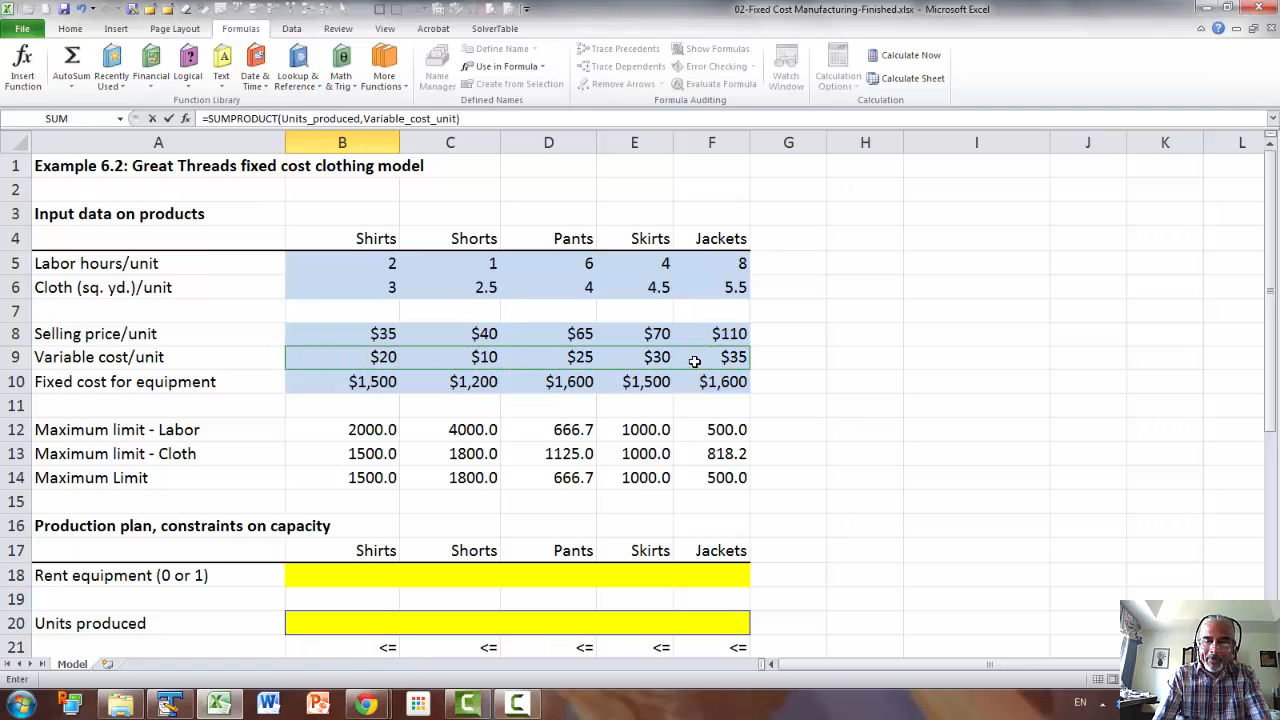 02-Fixed Cost Manufacturing-Finished.xlsx - Microsoft Excel
File Home Insert Page Layout Formulas Data Review View Acrobat SolverTable
Insert Function
AutoSum
Recently Used
Financial
Logical
Text
Date & Time
Lookup & Reference
Math & Trig
More Functions
Function Library
Name Manager
Define Name
Use in Formula
Create from Selection
Defined Names
Trace Precedents
Trace Dependents
Remove Arrows
Show Formulas
Error Checking
Evaluate Formula
Formula Auditing
Watch Window
Calculation Options
Calculate Now
Calculate Sheet
Calculation
SUM fx =SUMPRODUCT(Units_produced,Variable_cost_unit)
A B C D E F G H I J K L
1 Example 6.2: Great Threads fixed cost clothing model
2
3 Input data on products
4 Shirts Shorts Pants Skirts Jackets
5 Labor hours/unit 2 1 6 4 8
6 Cloth (sq. yd.)/unit 3 2.5 4 4.5 5.5
7
8 Selling price/unit $35 $40 $65 $70 $110
9 Variable cost/unit $20 $10 $25 $30 $35
10 Fixed cost for equipment $1,500 $1,200 $1,600 $1,500 $1,600
11
12 Maximum limit - Labor 2000.0 4000.0 666.7 1000.0 500.0
13 Maximum limit - Cloth 1500.0 1800.0 1125.0 1000.0 818.2
14 Maximum Limit 1500.0 1800.0 666.7 1000.0 500.0
15
16 Production plan, constraints on capacity
17 Shirts Shorts Pants Skirts Jackets
18 Rent equipment (0 or 1)
19
20 Units produced
21 <= <= <= <= <=
Model
Enter
EN